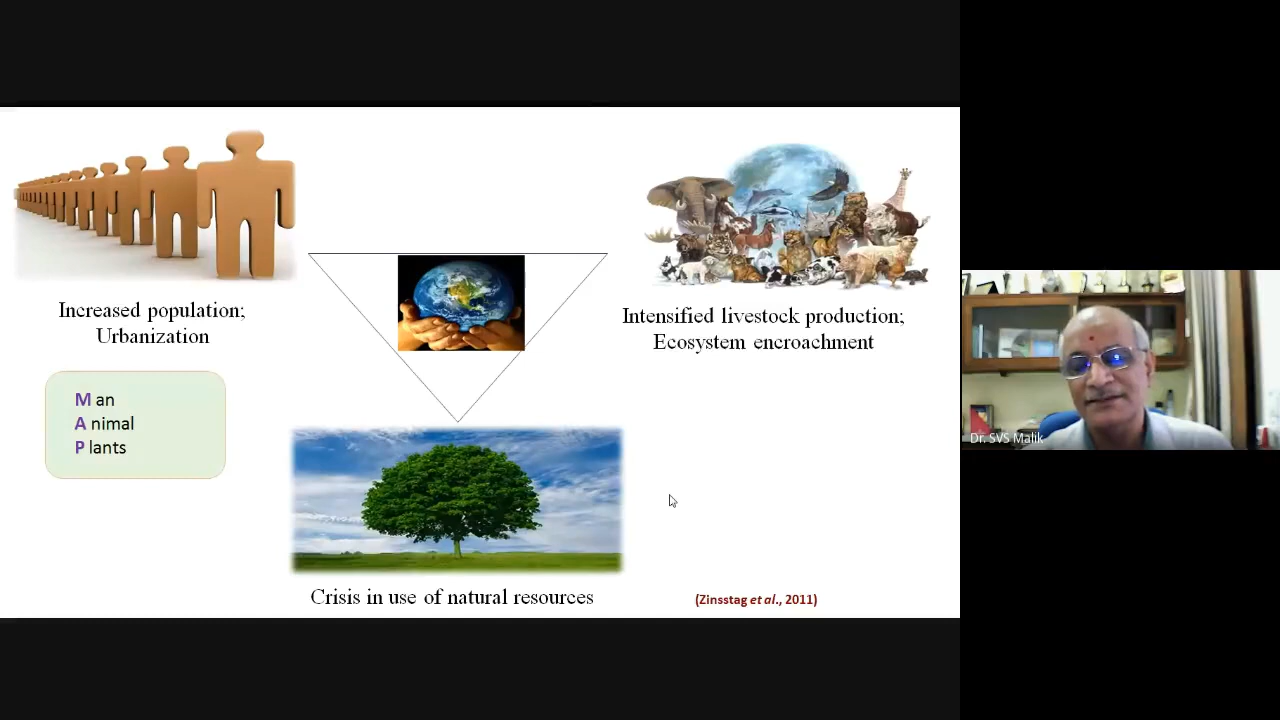 Increased population;
Urbanization
Intensified livestock production;
Ecosystem encroachment
M an
A nimal
P lants
Crisis in use of natural resources
(Zinsstag et al., 2011)
Dr. SVS Malik